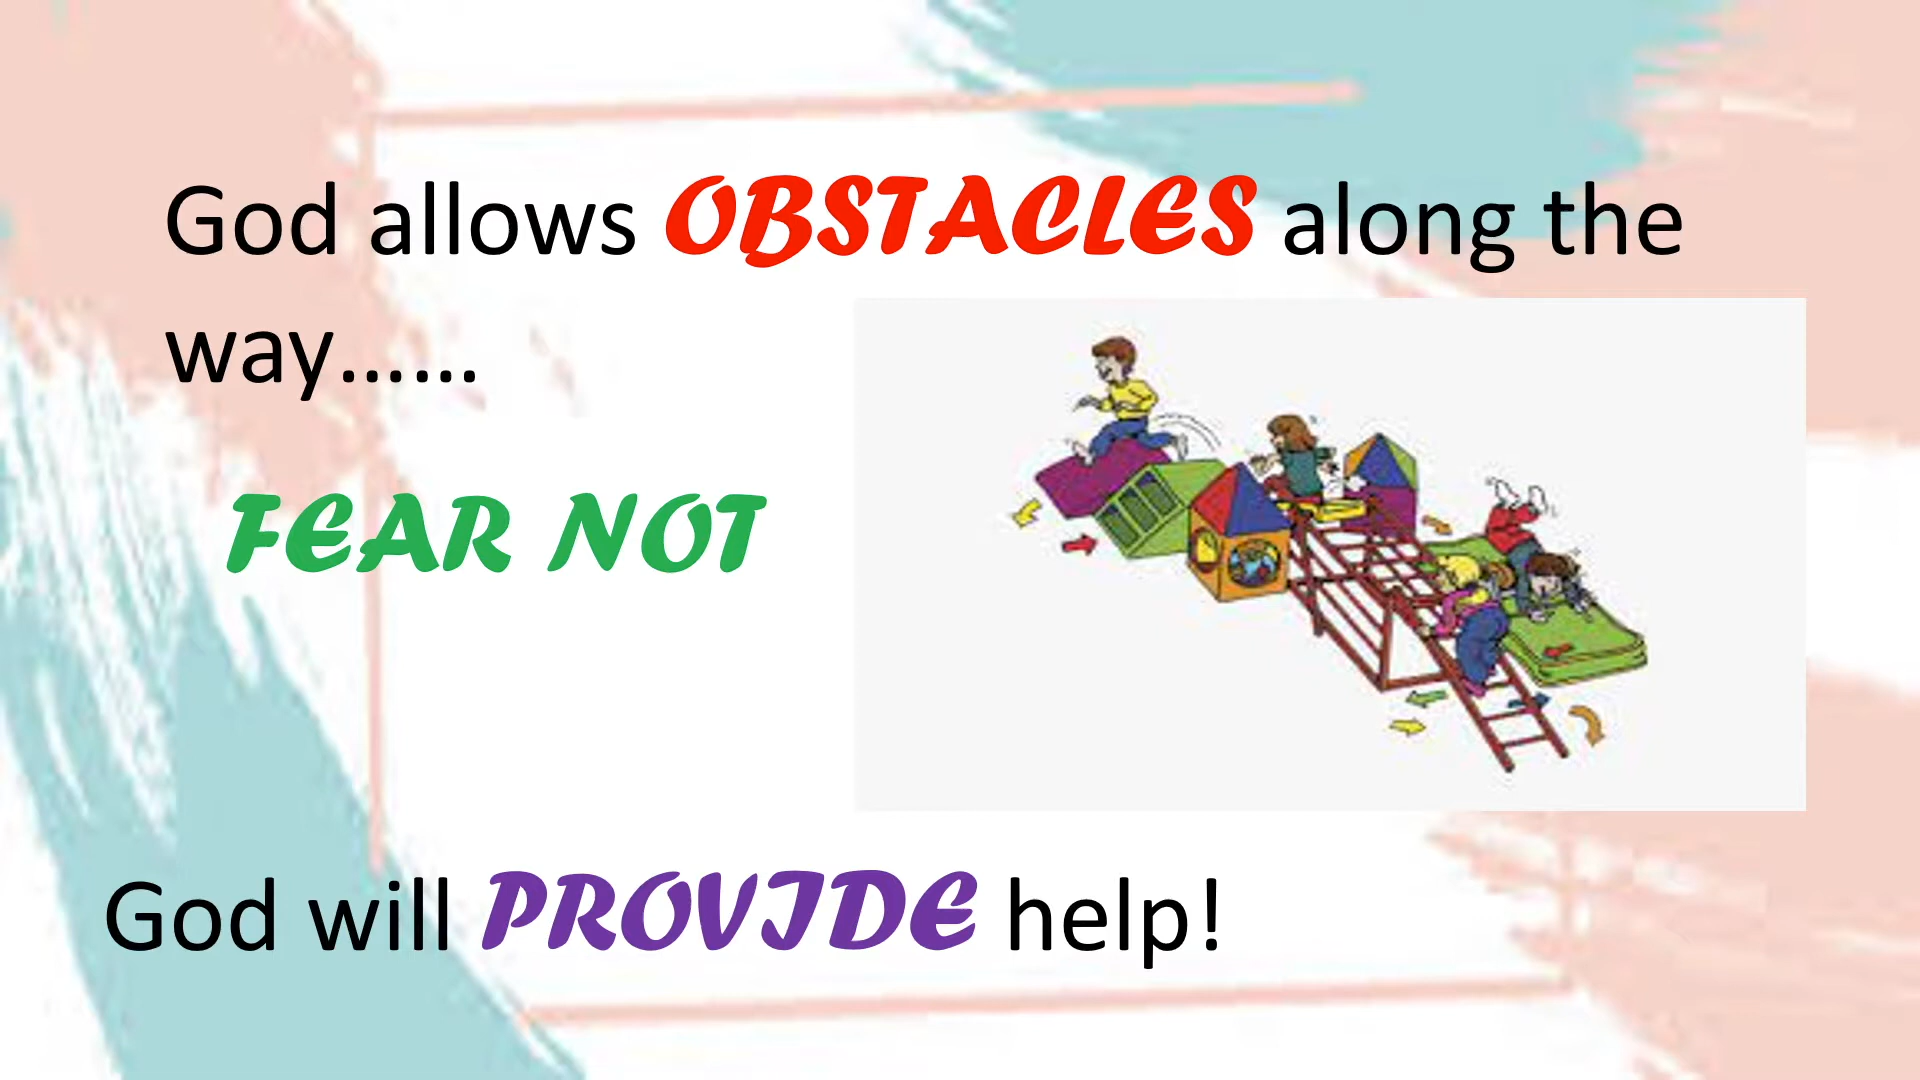 God allows OBSTACLES along the
way……
FEAR NOT
God will PROVIDE help!